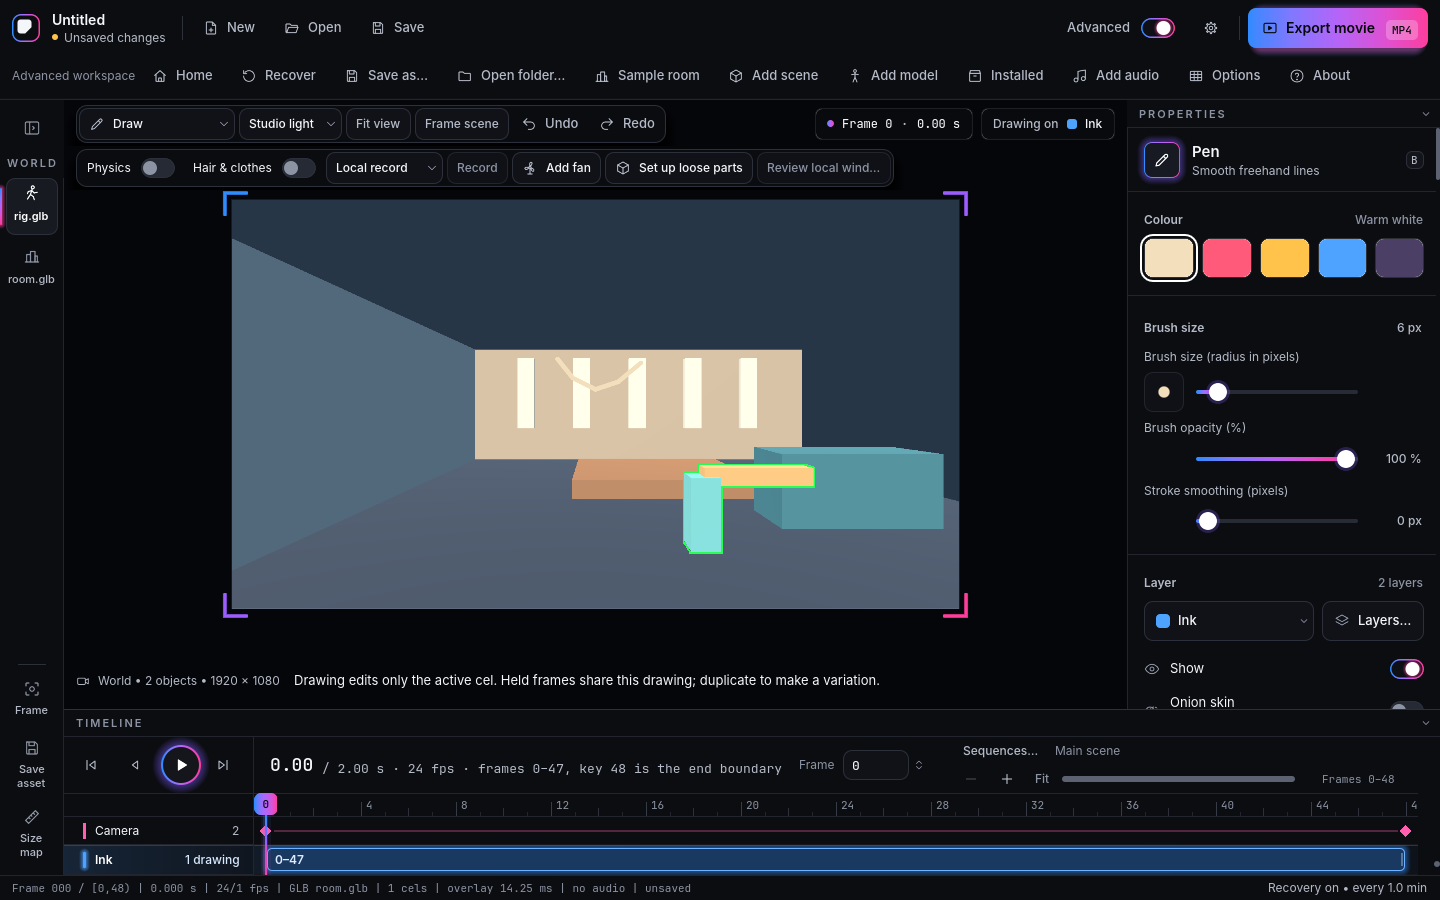 Untitled
Unsaved changes
New
Open
Save
Advanced
Export movie MP4
Advanced workspace
Home
Recover
Save as...
Open folder...
Sample room
Add scene
Add model
Installed
Add audio
Options
About
Draw
Studio light
Fit view
Frame scene
Undo
Redo
Frame 0 · 0.00 s
Drawing on Ink
Physics
Hair & clothes
Local record
Record
Add fan
Set up loose parts
Review local wind...
WORLD
rig.glb
room.glb
Frame
Save
asset
Size
map
PROPERTIES
Pen
B
Smooth freehand lines
Colour
Warm white
Brush size
6 px
Brush size (radius in pixels)
Brush opacity (%)
100 %
Stroke smoothing (pixels)
0 px
Layer
2 layers
Ink
Layers...
Show
Onion skin
World • 2 objects • 1920 × 1080
Drawing edits only the active cel. Held frames share this drawing; duplicate to make a variation.
TIMELINE
0.00 / 2.00 s · 24 fps · frames 0–47, key 48 is the end boundary
Frame
0
Sequences...
Main scene
Fit
Frames 0–48
0 4 8 12 16 20 24 28 32 36 40 44 4
Camera 2
Ink 1 drawing
0–47
Frame 000 / [0,48) | 0.000 s | 24/1 fps | GLB room.glb | 1 cels | overlay 14.25 ms | no audio | unsaved
Recovery on • every 1.0 min